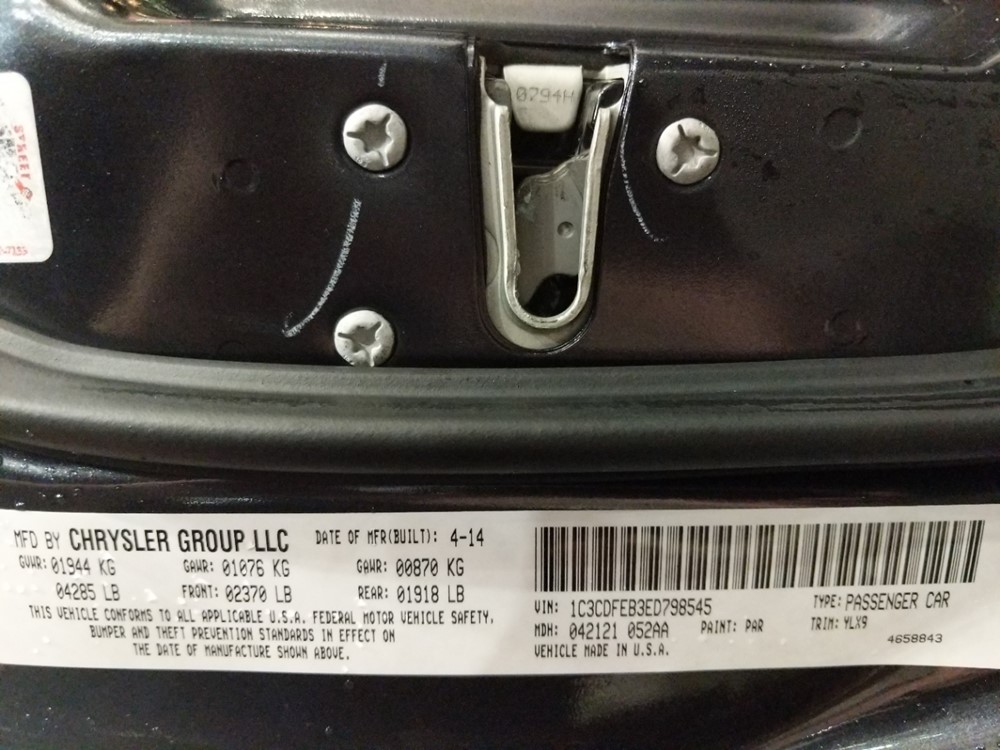 0294H
STREET
MFD BY CHRYSLER GROUP LLC DATE OF MFR(BUILT): 4-14
GVWR: 01944 KG GAWR: 01076 KG GAWR: 00870 KG
04285 LB FRONT: 02370 LB REAR: 01918 LB
THIS VEHICLE CONFORMS TO ALL APPLICABLE U.S.A. FEDERAL MOTOR VEHICLE SAFETY,
BUMPER AND THEFT PREVENTION STANDARDS IN EFFECT ON
THE DATE OF MANUFACTURE SHOWN ABOVE.
VIN: 1C3CDFEB3ED798545 TYPE: PASSENGER CAR
MDH: 042121 052AA PAINT: PAR TRIM: YLX9
4658843
VEHICLE MADE IN U.S.A.